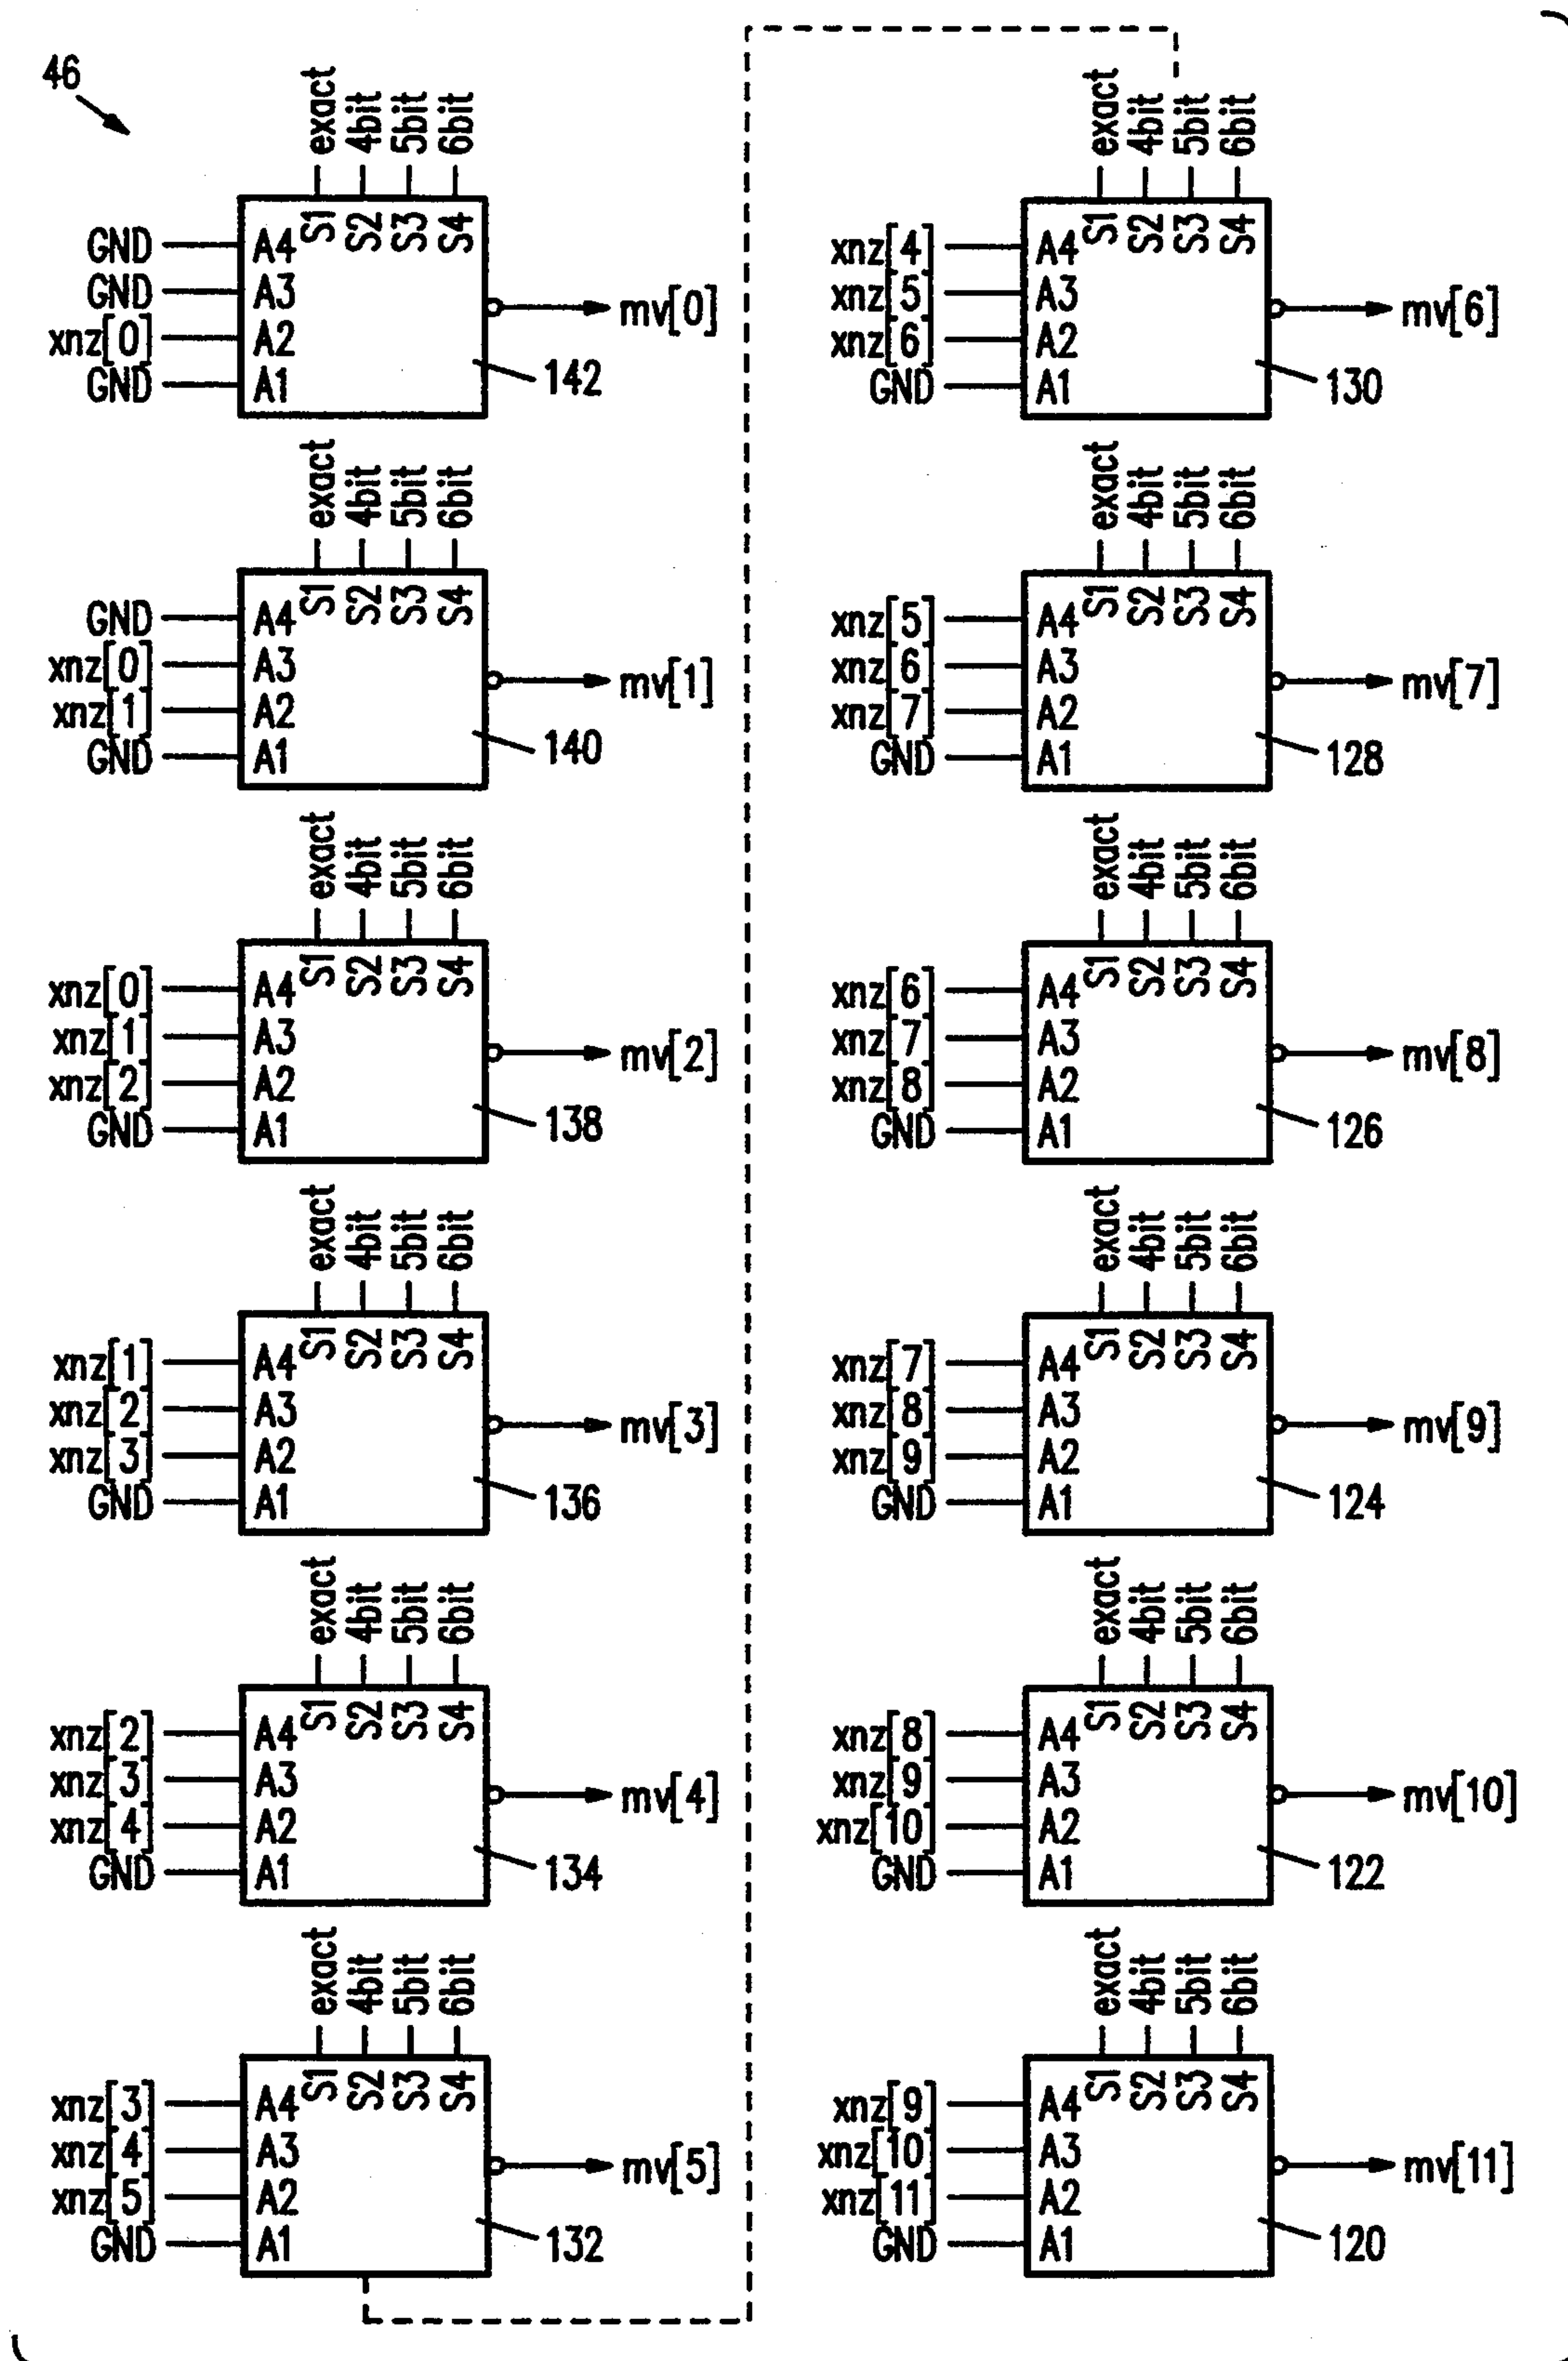 46
exact 4bit 5bit 6bit
S1 S2 S3 S4
GND A4
GND A3
xnz[0] A2
GND A1
mv[0]
142
exact 4bit 5bit 6bit
S1 S2 S3 S4
GND A4
xnz[0] A3
xnz[1] A2
GND A1
mv[1]
140
exact 4bit 5bit 6bit
S1 S2 S3 S4
xnz[0] A4
xnz[1] A3
xnz[2] A2
GND A1
mv[2]
138
exact 4bit 5bit 6bit
S1 S2 S3 S4
xnz[1] A4
xnz[2] A3
xnz[3] A2
GND A1
mv[3]
136
exact 4bit 5bit 6bit
S1 S2 S3 S4
xnz[2] A4
xnz[3] A3
xnz[4] A2
GND A1
mv[4]
134
exact 4bit 5bit 6bit
S1 S2 S3 S4
xnz[3] A4
xnz[4] A3
xnz[5] A2
GND A1
mv[5]
132
exact 4bit 5bit 6bit
S1 S2 S3 S4
xnz[4] A4
xnz[5] A3
xnz[6] A2
GND A1
mv[6]
130
exact 4bit 5bit 6bit
S1 S2 S3 S4
xnz[5] A4
xnz[6] A3
xnz[7] A2
GND A1
mv[7]
128
exact 4bit 5bit 6bit
S1 S2 S3 S4
xnz[6] A4
xnz[7] A3
xnz[8] A2
GND A1
mv[8]
126
exact 4bit 5bit 6bit
S1 S2 S3 S4
xnz[7] A4
xnz[8] A3
xnz[9] A2
GND A1
mv[9]
124
exact 4bit 5bit 6bit
S1 S2 S3 S4
xnz[8] A4
xnz[9] A3
xnz[10] A2
GND A1
mv[10]
122
exact 4bit 5bit 6bit
S1 S2 S3 S4
xnz[9] A4
xnz[10] A3
xnz[11] A2
GND A1
mv[11]
120